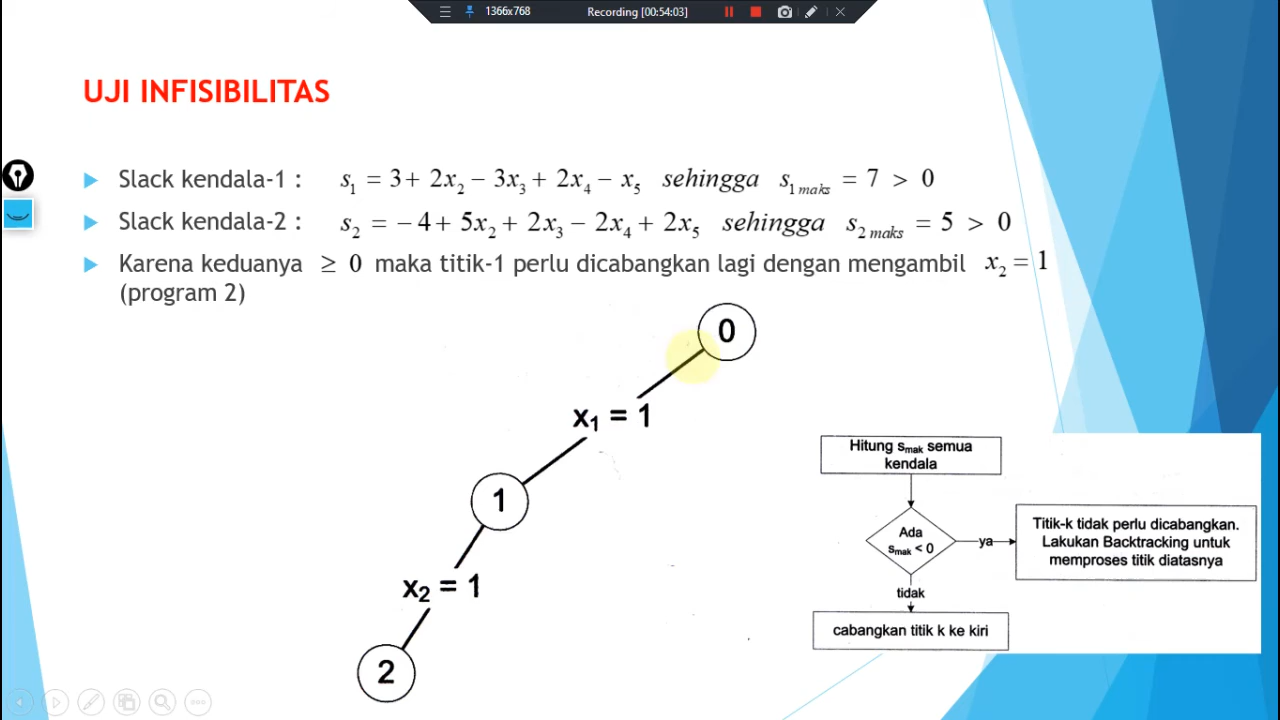 1366x768
Recording [00:54:03]
UJI INFISIBILITAS
Slack kendala-1 : s₁ = 3 + 2x₂ − 3x₃ + 2x₄ − x₅ sehingga s₁ maks = 7 > 0
Slack kendala-2 : s₂ = − 4 + 5x₂ + 2x₃ − 2x₄ + 2x₅ sehingga s₂ maks = 5 > 0
Karena keduanya ≥ 0 maka titik-1 perlu dicabangkan lagi dengan mengambil x₂ = 1
(program 2)
0
x₁ = 1
1
x₂ = 1
2
Hitung smak semua
kendala
Ada
smak < 0
ya
Titik-k tidak perlu dicabangkan.
Lakukan Backtracking untuk
memproses titik diatasnya
tidak
cabangkan titik k ke kiri